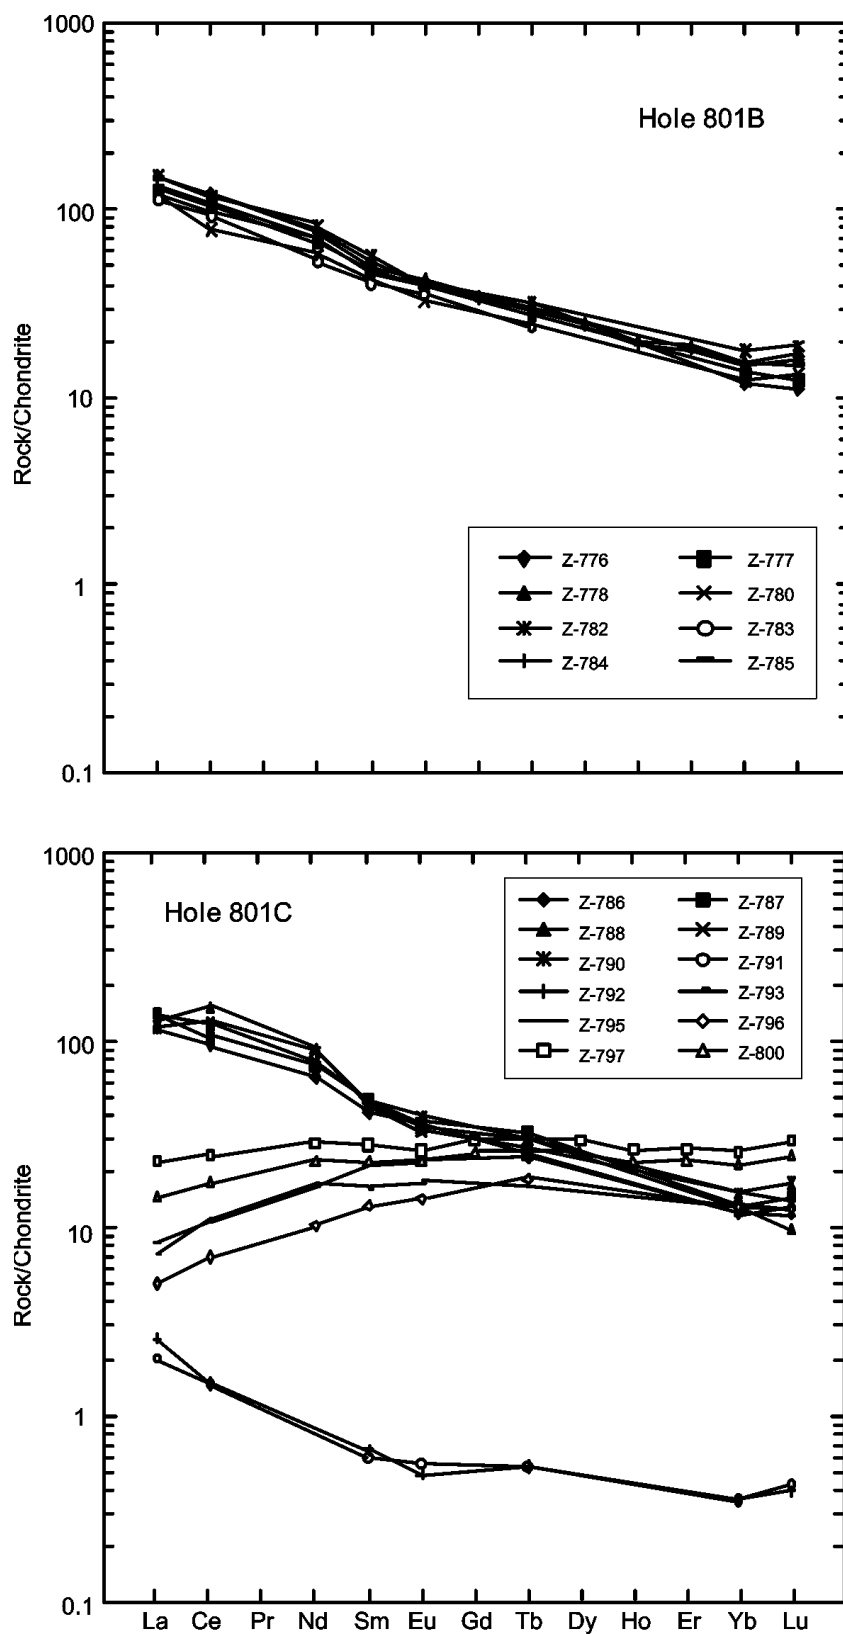 1000
Hole 801B
100
Rock/Chondrite
10
Z-776 Z-777
Z-778 Z-780
1
Z-782 Z-783
Z-784 Z-785
0.1
1000
Hole 801C
Z-786 Z-787
Z-788 Z-789
Z-790 Z-791
Z-792 Z-793
Z-795 Z-796
Z-797 Z-800
100
Rock/Chondrite
10
1
0.1
La Ce Pr Nd Sm Eu Gd Tb Dy Ho Er Yb Lu